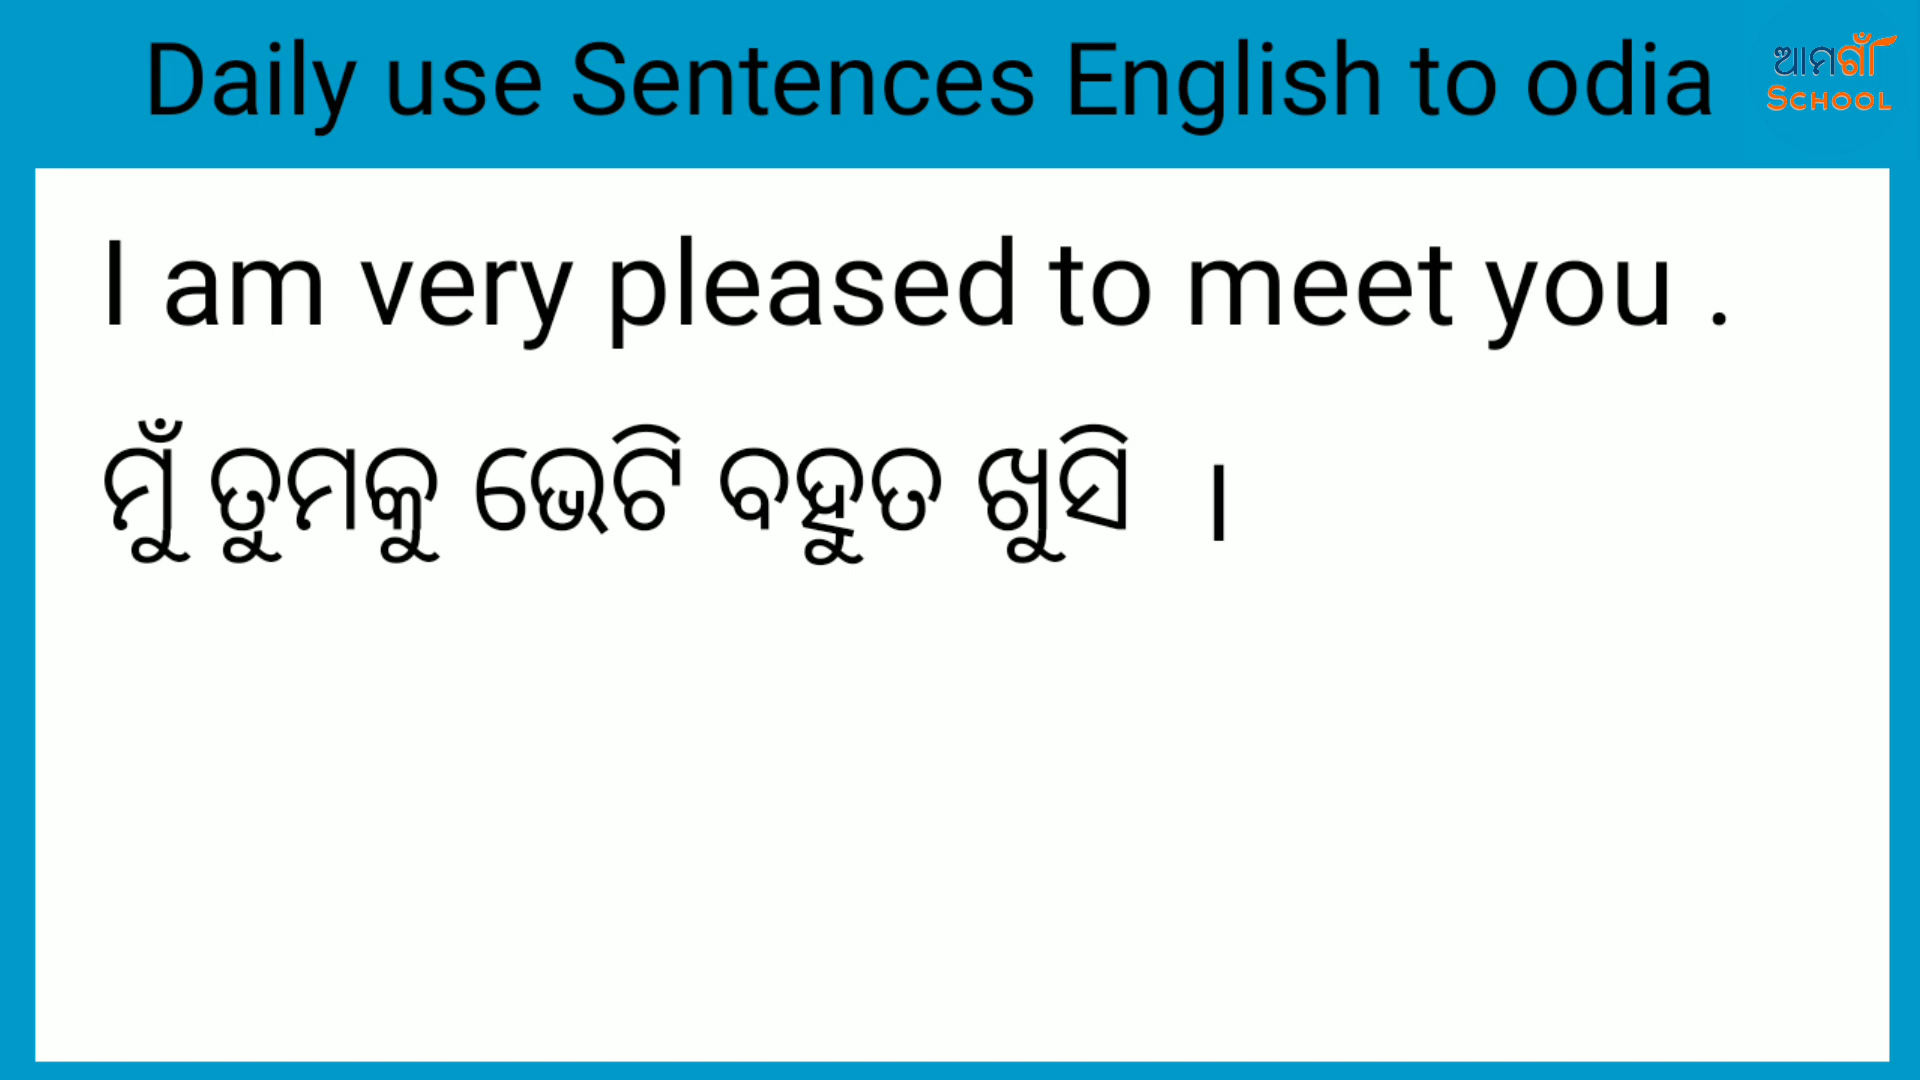 Daily use Sentences English to odia
ଆମଗାଁ
SCHOOL
I am very pleased to meet you .
ମୁଁ ତୁମକୁ ଭେଟି ବହୁତ ଖୁସି ।